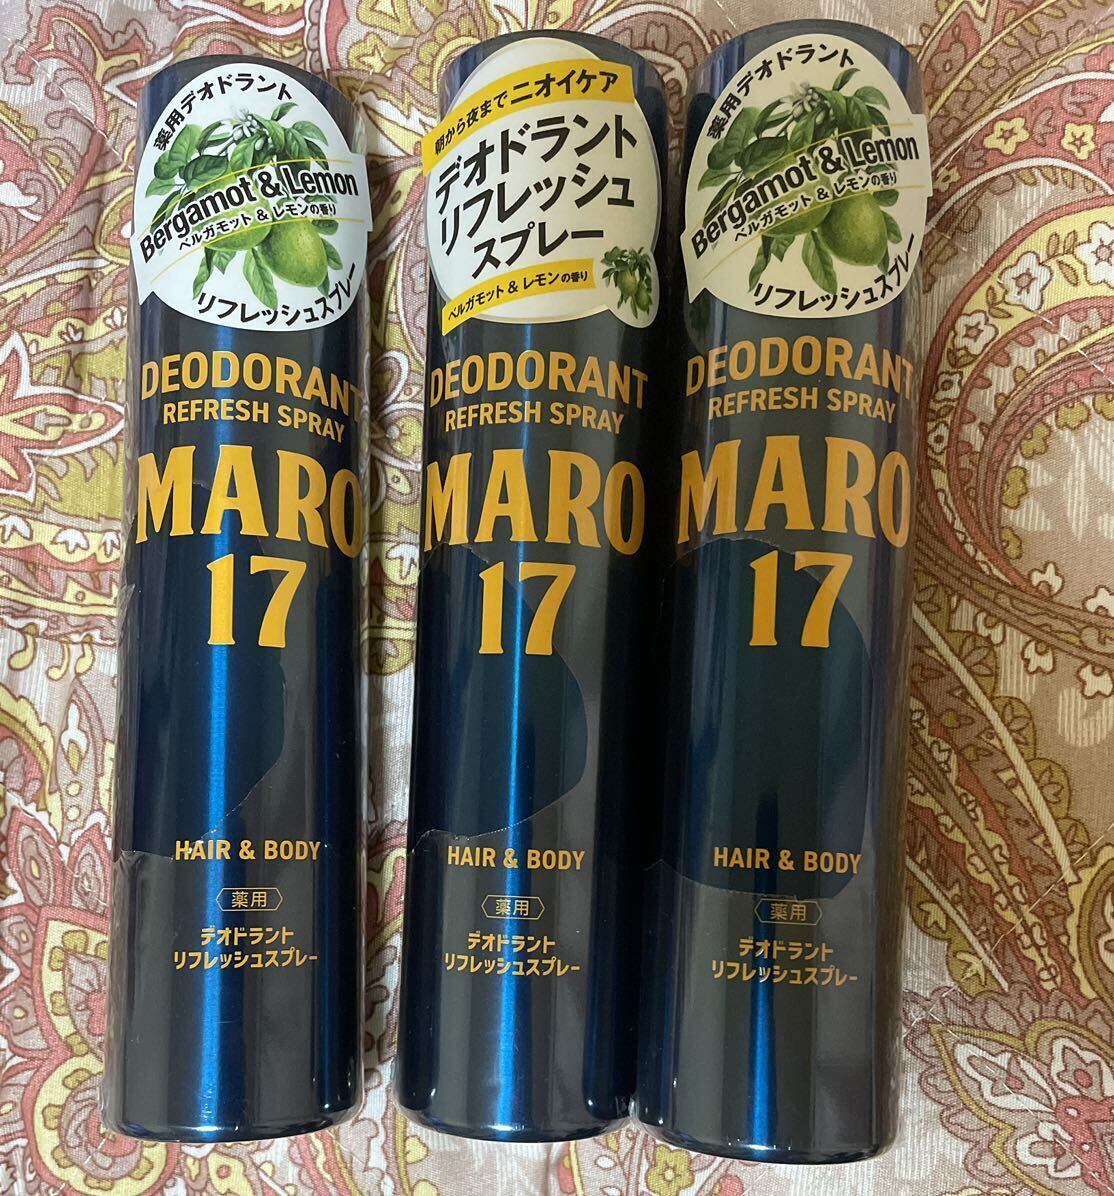 薬用デオドラント
Bergamot & Lemon
ベルガモット & レモンの香り
リフレッシュスプレー
DEODORANT
REFRESH SPRAY
MARO
17
HAIR & BODY
薬用
デオドラント
リフレッシュスプレー
朝から夜まで ニオイケア
デオドラント
リフレッシュ
スプレー
ベルガモット & レモンの香り
DEODORANT
REFRESH SPRAY
MARO
17
HAIR & BODY
薬用
デオドラント
リフレッシュスプレー
薬用デオドラント
Bergamot & Lemon
ベルガモット & レモンの香り
リフレッシュスプレー
DEODORANT
REFRESH SPRAY
MARO
17
HAIR & BODY
薬用
デオドラント
リフレッシュスプレー